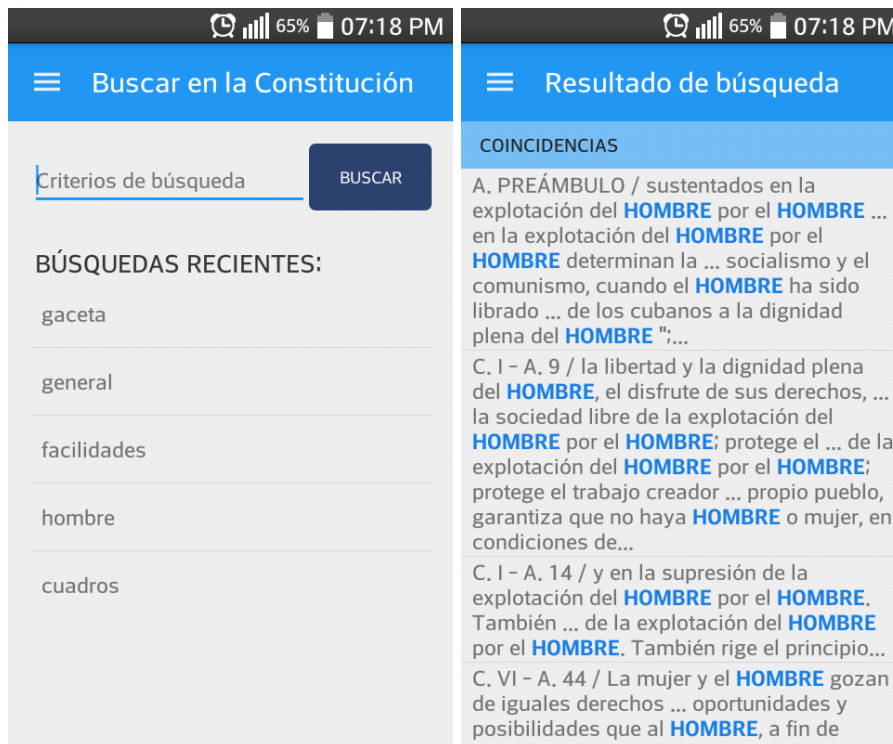 65% 07:18 PM
Buscar en la Constitución
Criterios de búsqueda
BUSCAR
BÚSQUEDAS RECIENTES:
gaceta
general
facilidades
hombre
cuadros
65% 07:18 PM
Resultado de búsqueda
COINCIDENCIAS
A. PREÁMBULO / sustentados en la
explotación del HOMBRE por el HOMBRE ...
en la explotación del HOMBRE por el
HOMBRE determinan la ... socialismo y el
comunismo, cuando el HOMBRE ha sido
librado ... de los cubanos a la dignidad
plena del HOMBRE ";...
C. I - A. 9 / la libertad y la dignidad plena
del HOMBRE, el disfrute de sus derechos, ...
la sociedad libre de la explotación del
HOMBRE por el HOMBRE; protege el ... de la
explotación del HOMBRE por el HOMBRE;
protege el trabajo creador ... propio pueblo,
garantiza que no haya HOMBRE o mujer, en
condiciones de...
C. I - A. 14 / y en la supresión de la
explotación del HOMBRE por el HOMBRE.
También ... de la explotación del HOMBRE
por el HOMBRE. También rige el principio...
C. VI - A. 44 / La mujer y el HOMBRE gozan
de iguales derechos ... oportunidades y
posibilidades que al HOMBRE, a fin de